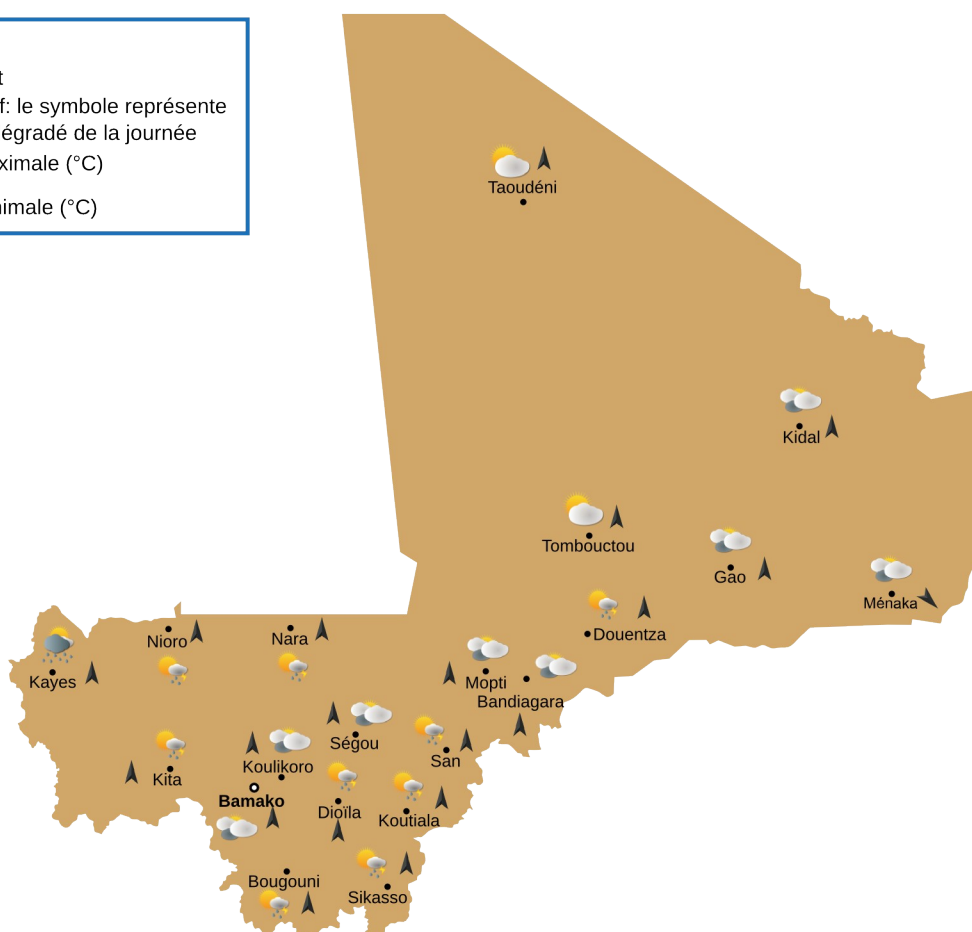 t
f: le symbole représente
égradé de la journée
ximale (°C)
nimale (°C)
Taoudéni
Kidal
Tombouctou
Gao
Ménaka
Douentza
Nioro
Nara
Kayes
Mopti
Bandiagara
Ségou
San
Koulikoro
Kita
Bamako
Dioïla
Koutiala
Bougouni
Sikasso